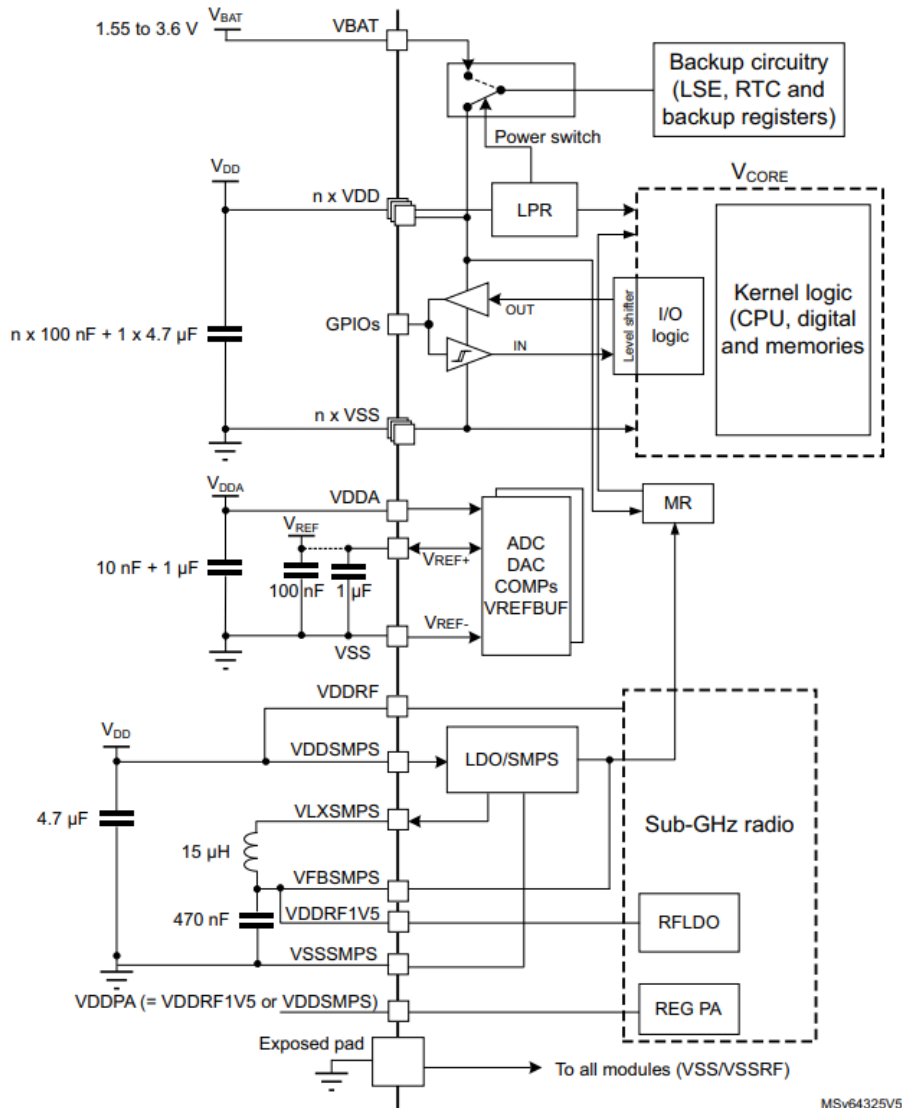 VBAT
1.55 to 3.6 V
VBAT
Backup circuitry
(LSE, RTC and
backup registers)
Power switch
VDD
n x VDD
LPR
VCORE
n x 100 nF + 1 x 4.7 µF
GPIOs
OUT
IN
Level shifter
I/O
logic
Kernel logic
(CPU, digital
and memories
n x VSS
VDDA
VDDA
MR
10 nF + 1 µF
VREF
100 nF
1 µF
VREF+
ADC
DAC
COMPs
VREFBUF
VREF-
VSS
VDDRF
VDD
VDDSMPS
LDO/SMPS
4.7 µF
VLXSMPS
15 µH
Sub-GHz radio
VFBSMPS
470 nF
VDDRF1V5
RFLDO
VSSSMPS
VDDPA (= VDDRF1V5 or VDDSMPS)
REG PA
Exposed pad
To all modules (VSS/VSSRF)
MSv64325V5